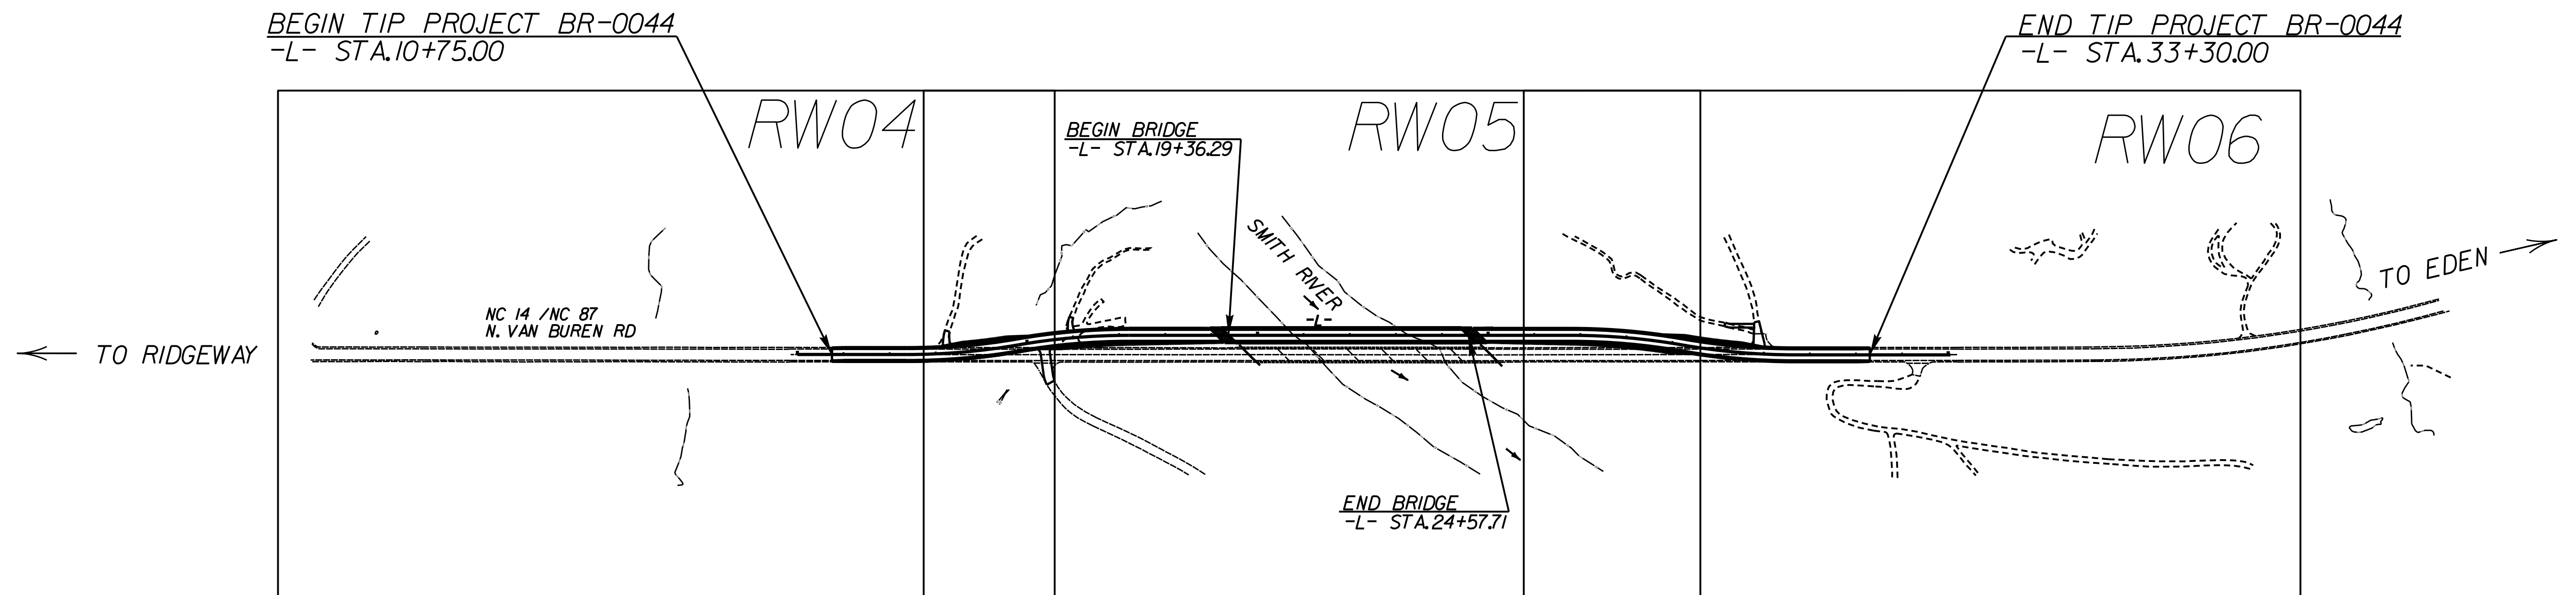 BEGIN TIP PROJECT BR-0044
-L- STA.10+75.00
END TIP PROJECT BR-0044
-L- STA.33+30.00
RW04
RW05
RW06
BEGIN BRIDGE
-L- STA.19+36.29
SMITH RIVER
-L-
TO EDEN
NC 14 /NC 87
N. VAN BUREN RD
TO RIDGEWAY
END BRIDGE
-L- STA.24+57.71